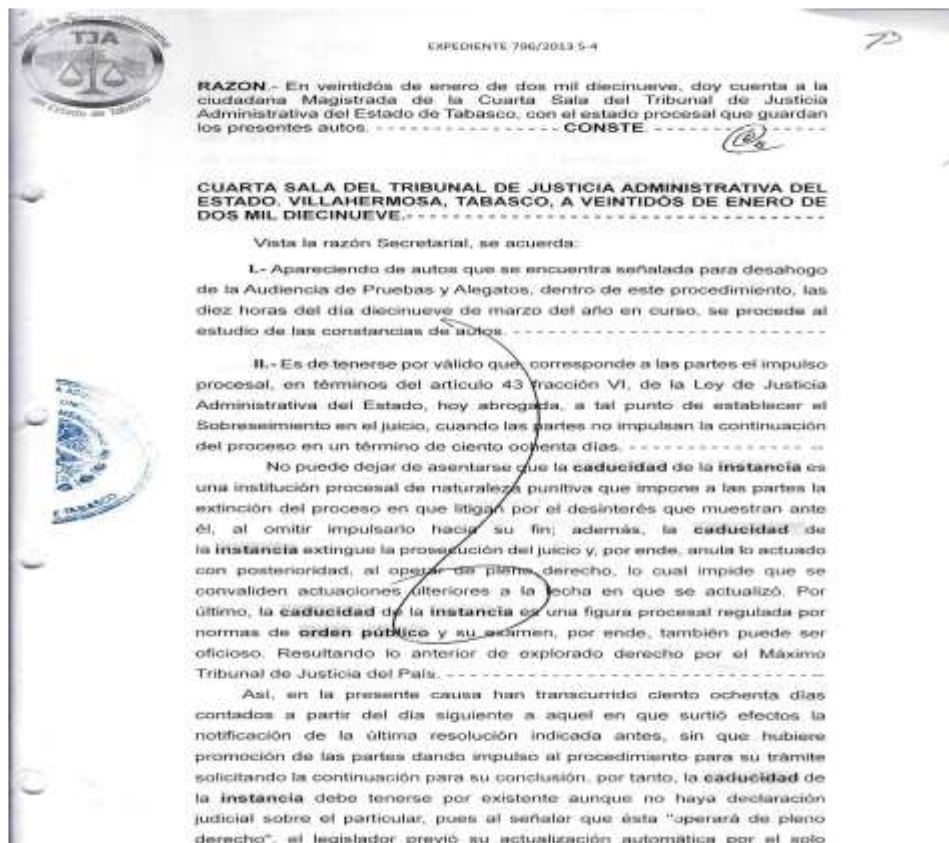 TJA
del Estado de Tabasco
EXPEDIENTE 796/2013 S-4
RAZON.- En veintidós de enero de dos mil diecinueve, doy cuenta a la
ciudadana Magistrada de la Cuarta Sala del Tribunal de Justicia
Administrativa del Estado de Tabasco, con el estado procesal que guardan
los presentes autos. - - - - - - - - - - - - - - - - - - CONSTE. - - - - - - - - - - - - - - - -
CUARTA SALA DEL TRIBUNAL DE JUSTICIA ADMINISTRATIVA DEL
ESTADO. VILLAHERMOSA, TABASCO, A VEINTIDÓS DE ENERO DE
DOS MIL DIECINUEVE.- - - - - - - - - - - - - - - - - - - - - - - - - - - - - - - - - - -
Vista la razón Secretarial, se acuerda:
I.- Apareciendo de autos que se encuentra señalada para desahogo
de la Audiencia de Pruebas y Alegatos, dentro de este procedimiento, las
diez horas del día diecinueve de marzo del año en curso, se procede al
estudio de las constancias de autos. - - - - - - - - - - - - - - - - - - - - - - - - - - - -
II.- Es de tenerse por válido que, corresponde a las partes el impulso
procesal, en términos del artículo 43 fracción VI, de la Ley de Justicia
Administrativa del Estado, hoy abrogada, a tal punto de establecer el
Sobreseimiento en el juicio, cuando las partes no impulsan la continuación
del proceso en un término de ciento ochenta días. - - - - - - - - - - - - - - - - --
No puede dejar de asentarse que la caducidad de la instancia es
una institución procesal de naturaleza punitiva que impone a las partes la
extinción del proceso en que litigan por el desinterés que muestran ante
él, al omitir impulsarlo hacia su fin; además, la caducidad de
la instancia extingue la prosecución del juicio y, por ende, anula lo actuado
con posterioridad, al operar de pleno derecho, lo cual impide que se
convaliden actuaciones ulteriores a la fecha en que se actualizó. Por
último, la caducidad de la instancia es una figura procesal regulada por
normas de orden público y su examen, por ende, también puede ser
oficioso. Resultando lo anterior de explorado derecho por el Máximo
Tribunal de Justicia del País. - - - - - - - - - - - - - - - - - - - - - - - - - - - - - - - - --
Así, en la presente causa han transcurrido ciento ochenta días
contados a partir del día siguiente a aquel en que surtió efectos la
notificación de la última resolución indicada antes, sin que hubiere
promoción de las partes dando impulso al procedimiento para su trámite
solicitando la continuación para su conclusión, por tanto, la caducidad de
la instancia debe tenerse por existente aunque no haya declaración
judicial sobre el particular, pues al señalar que ésta "operará de pleno
derecho", el legislador previó su actualización automática por el solo